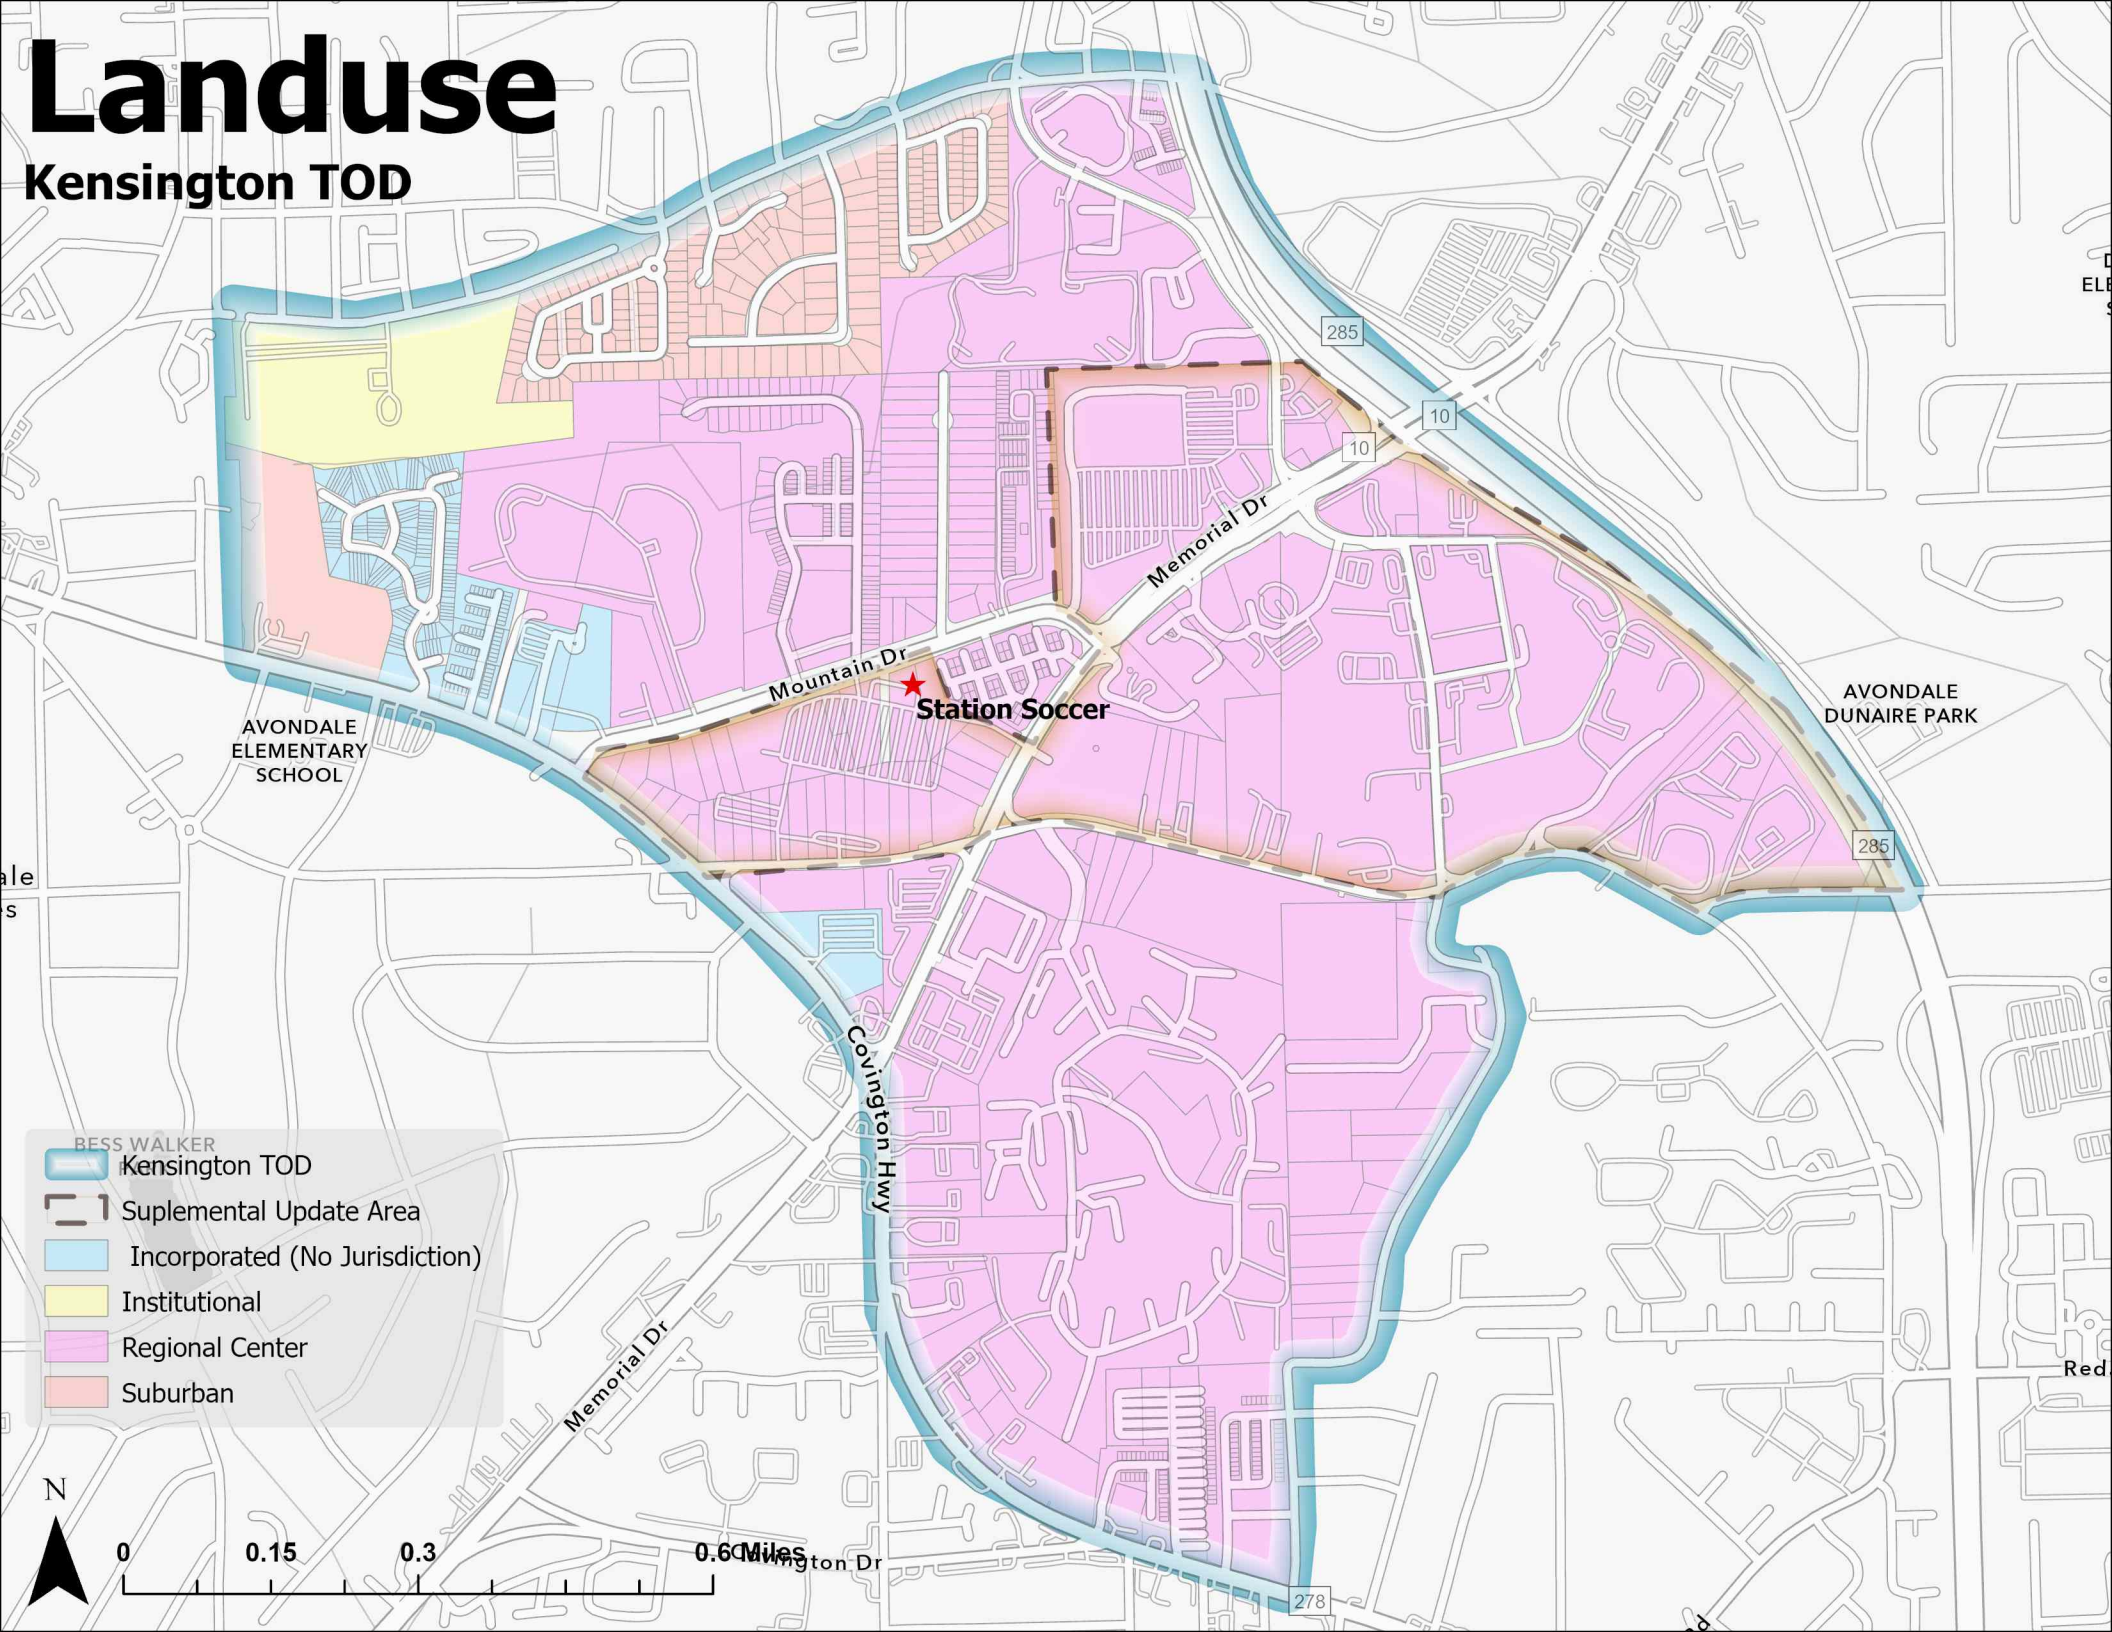 Landuse
Kensington TOD
285
10
10
Memorial Dr
Mountain Dr
Station Soccer
AVONDALE
ELEMENTARY
SCHOOL
AVONDALE
DUNAIRE PARK
285
Covington Hwy
BESS WALKER
Kensington TOD
Suplemental Update Area
Incorporated (No Jurisdiction)
Institutional
Regional Center
Suburban
Memorial Dr
N
0 0.15 0.3 0.6 Miles
Covington Dr
278